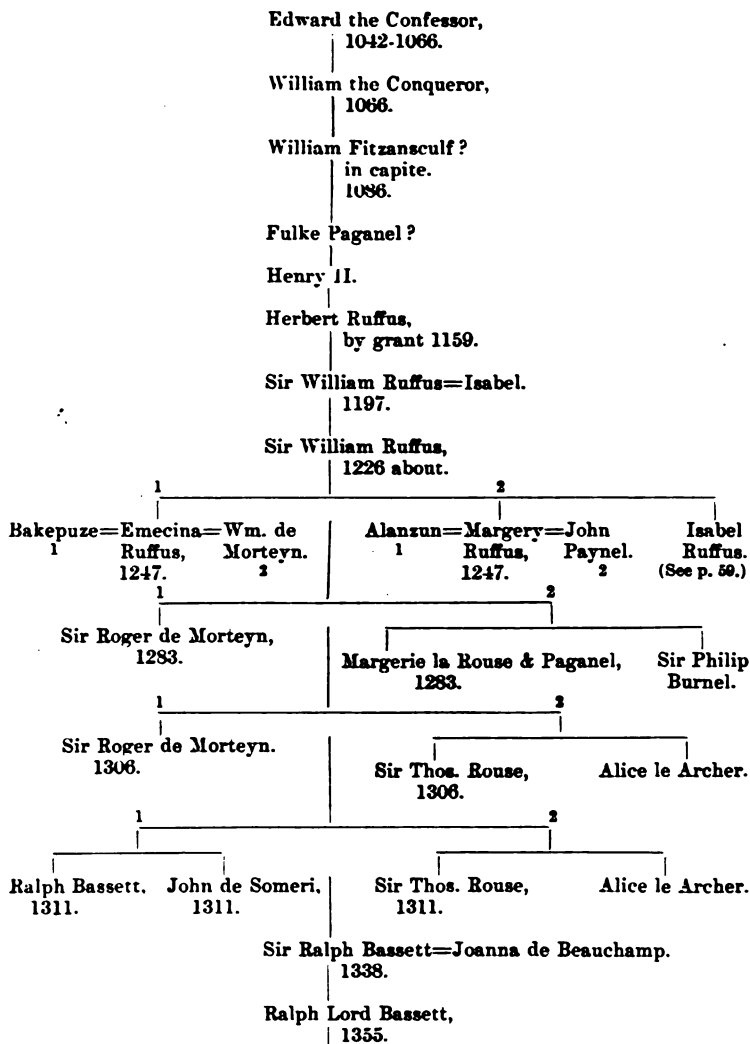 Edward the Confessor,
1042-1066.
William the Conqueror,
1066.
William Fitzansculf?
in capite.
1086.
Fulke Paganel?
Henry II.
Herbert Ruffus,
by grant 1159.
Sir William Ruffus=Isabel.
1197.
Sir William Ruffus,
1226 about.
1 2
Bakepuze=Emecina=Wm. de Alanzun=Margery=John Isabel
1 Ruffus, Morteyn. 1 Ruffus, Paynel. Ruffus.
1247. 2 1247. 2 (See p. 59.)
1 2
Sir Roger de Morteyn,
1283.
Margerie la Rouse & Paganel, Sir Philip
1283. Burnel.
1 2
Sir Roger de Morteyn.
1306.
Sir Thos. Rouse, Alice le Archer.
1306.
1 2
Ralph Bassett, John de Someri, Sir Thos. Rouse, Alice le Archer.
1311. 1311. 1311.
Sir Ralph Bassett=Joanna de Beauchamp.
1338.
Ralph Lord Bassett,
1355.